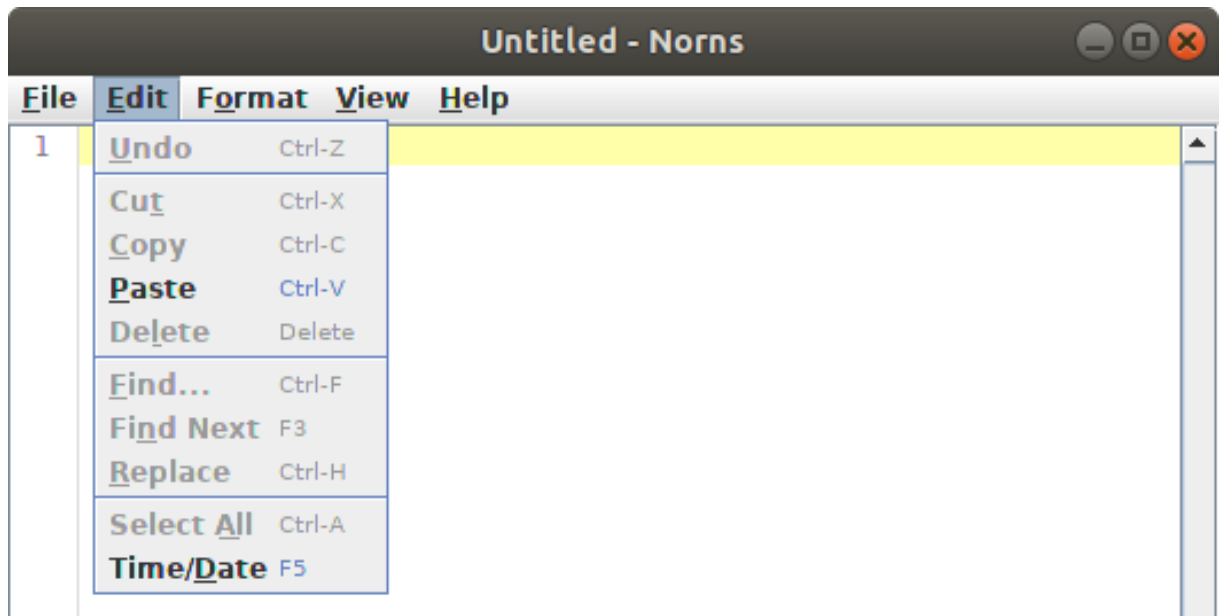 Untitled - Norns
File Edit Format View Help
1
Undo Ctrl-Z
Cut Ctrl-X
Copy Ctrl-C
Paste Ctrl-V
Delete Delete
Find... Ctrl-F
Find Next F3
Replace Ctrl-H
Select All Ctrl-A
Time/Date F5